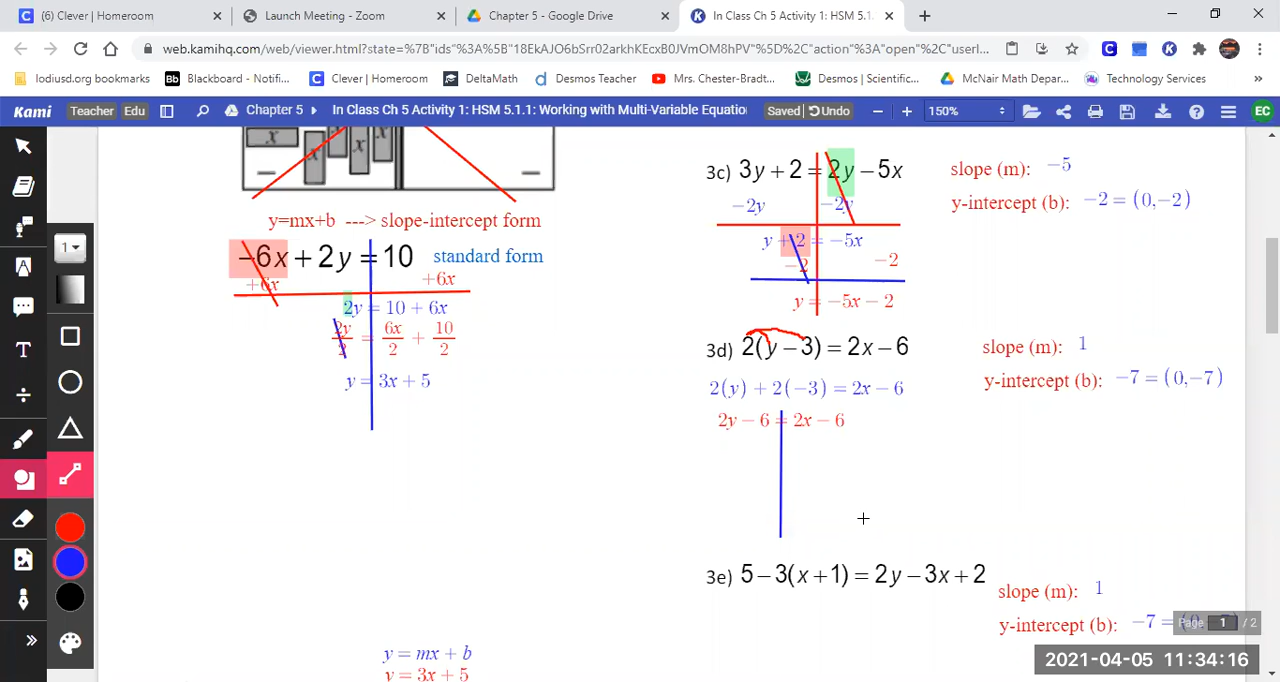 (6) Clever | Homeroom
Launch Meeting - Zoom
Chapter 5 - Google Drive
In Class Ch 5 Activity 1: HSM 5.1.
web.kamihq.com/web/viewer.html?state=%7B"ids"%3A%5B"18EkAJO6bSrr02arkhKEcxB0JVmOM8hPV"%5D%2C"action"%3A"open"%2C"userI...
lodiusd.org bookmarks
Blackboard - Notifi...
Clever | Homeroom
DeltaMath
Desmos Teacher
Mrs. Chester-Bradt...
Desmos | Scientific...
McNair Math Depar...
Technology Services
»
Kami
Teacher
Edu
Chapter 5
In Class Ch 5 Activity 1: HSM 5.1.1: Working with Multi-Variable Equatio
Saved
Undo
150%
EC
x
x
x
y=mx+b ---> slope-intercept form
-6x + 2y = 10 standard form
+6x +6x
2y = 10 + 6x
2y/2 = 6x/2 + 10/2
y = 3x + 5
y = mx + b
y = 3x + 5
3c) 3y + 2 = 2y - 5x
-2y -2y
y + 2 = -5x
-2 -2
y = -5x - 2
slope (m): -5
y-intercept (b): -2 = (0,-2)
3d) 2(y - 3) = 2x - 6
2(y) + 2(-3) = 2x - 6
2y - 6 = 2x - 6
slope (m): 1
y-intercept (b): -7 = (0,-7)
3e) 5 - 3(x + 1) = 2y - 3x + 2
slope (m): 1
y-intercept (b): -7 =
Page 1 / 2
2021-04-05 11:34:16
1
T
»